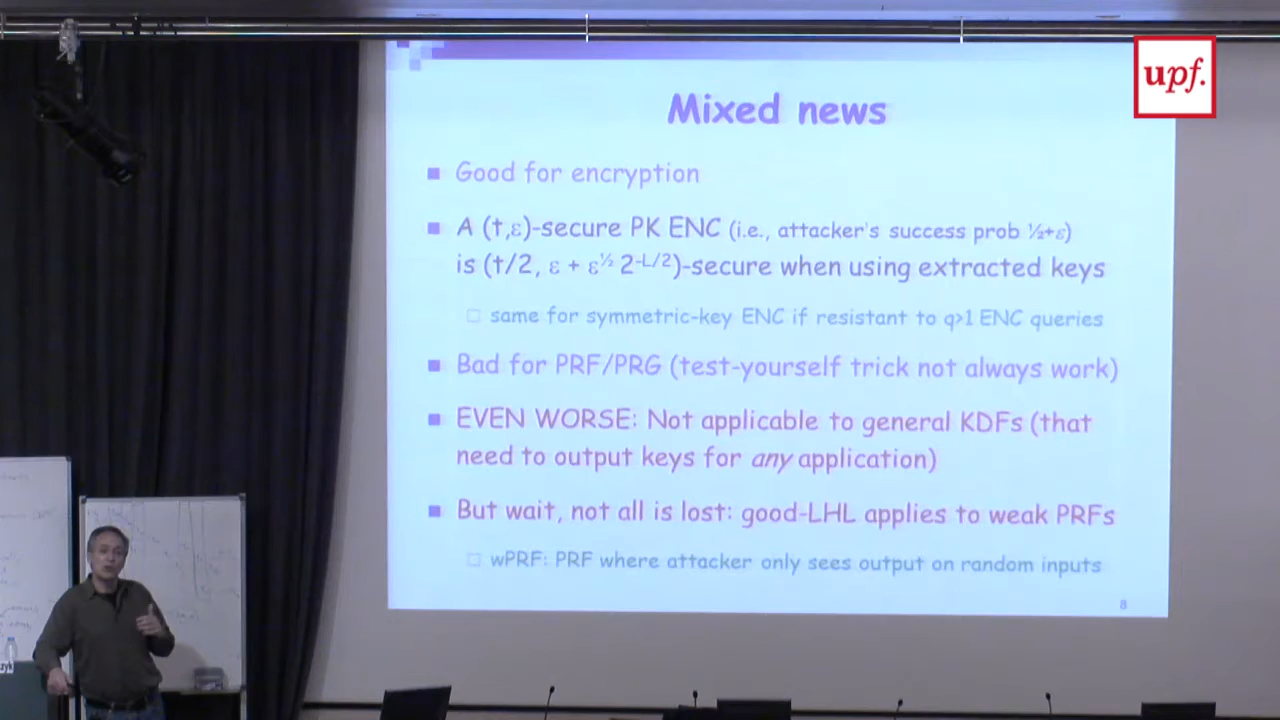 upf.
Mixed news
Good for encryption
A (t,ε)-secure PK ENC (i.e., attacker's success prob ½+ε)
is (t/2, ε + ε^½ 2^-L/2)-secure when using extracted keys
same for symmetric-key ENC if resistant to q>1 ENC queries
Bad for PRF/PRG (test-yourself trick not always work)
EVEN WORSE: Not applicable to general KDFs (that
need to output keys for any application)
But wait, not all is lost: good-LHL applies to weak PRFs
wPRF: PRF where attacker only sees output on random inputs
8
zyk